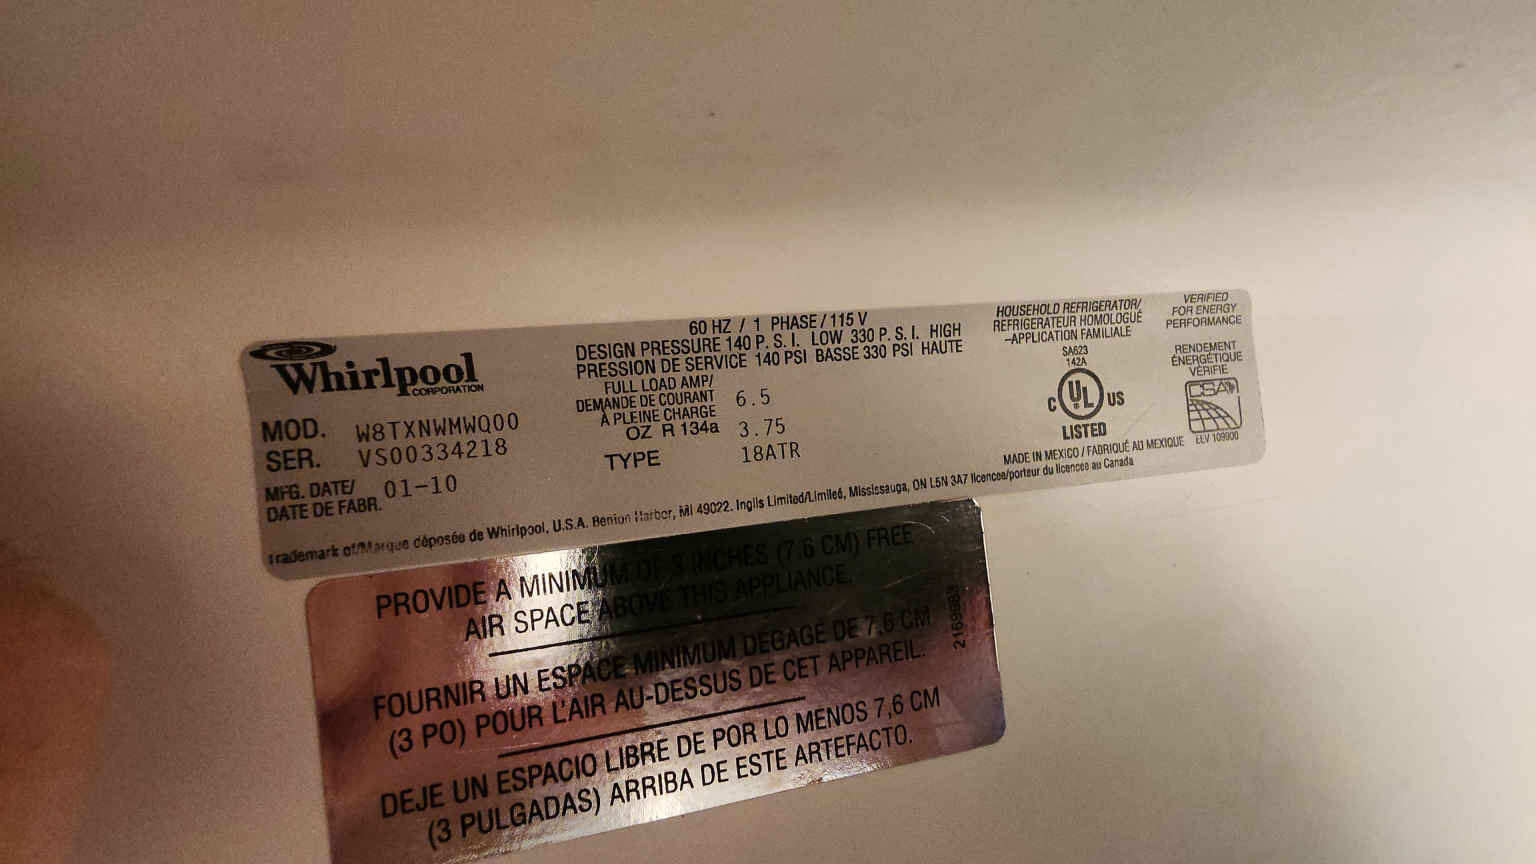 Whirlpool
CORPORATION
MOD. W8TXNWMWQ00
SER. VS00334218
MFG. DATE/
DATE DE FABR. 01-10
60 HZ / 1 PHASE / 115 V
DESIGN PRESSURE 140 P. S. I. LOW 330 P. S. I. HIGH
PRESSION DE SERVICE 140 PSI BASSE 330 PSI HAUTE
FULL LOAD AMP/
DEMANDE DE COURANT 6.5
À PLEINE CHARGE
OZ R 134a 3.75
TYPE 18ATR
HOUSEHOLD REFRIGERATOR/
REFRIGERATEUR HOMOLOGUÉ
-APPLICATION FAMILIALE
SA623
142A
C UL US
LISTED
VERIFIED
FOR ENERGY
PERFORMANCE
RENDEMENT
ÉNERGÉTIQUE
VÉRIFIÉ
CSA
EEV 109900
MADE IN MEXICO / FABRIQUÉ AU MEXIQUE
Trademark of/Marque déposée de Whirlpool, U.S.A. Benton Harbor, MI 49022. Inglis Limited/Limiteé, Mississauga, ON L5N 3A7 licencee/porteur du licencee au Canada
PROVIDE A MINIMUM OF 3 INCHES (7.6 CM) FREE
AIR SPACE ABOVE THIS APPLIANCE.
FOURNIR UN ESPACE MINIMUM DÉGAGÉ DE 7,6 CM
(3 PO) POUR L'AIR AU-DESSUS DE CET APPAREIL.
DEJE UN ESPACIO LIBRE DE POR LO MENOS 7,6 CM
(3 PULGADAS) ARRIBA DE ESTE ARTEFACTO.